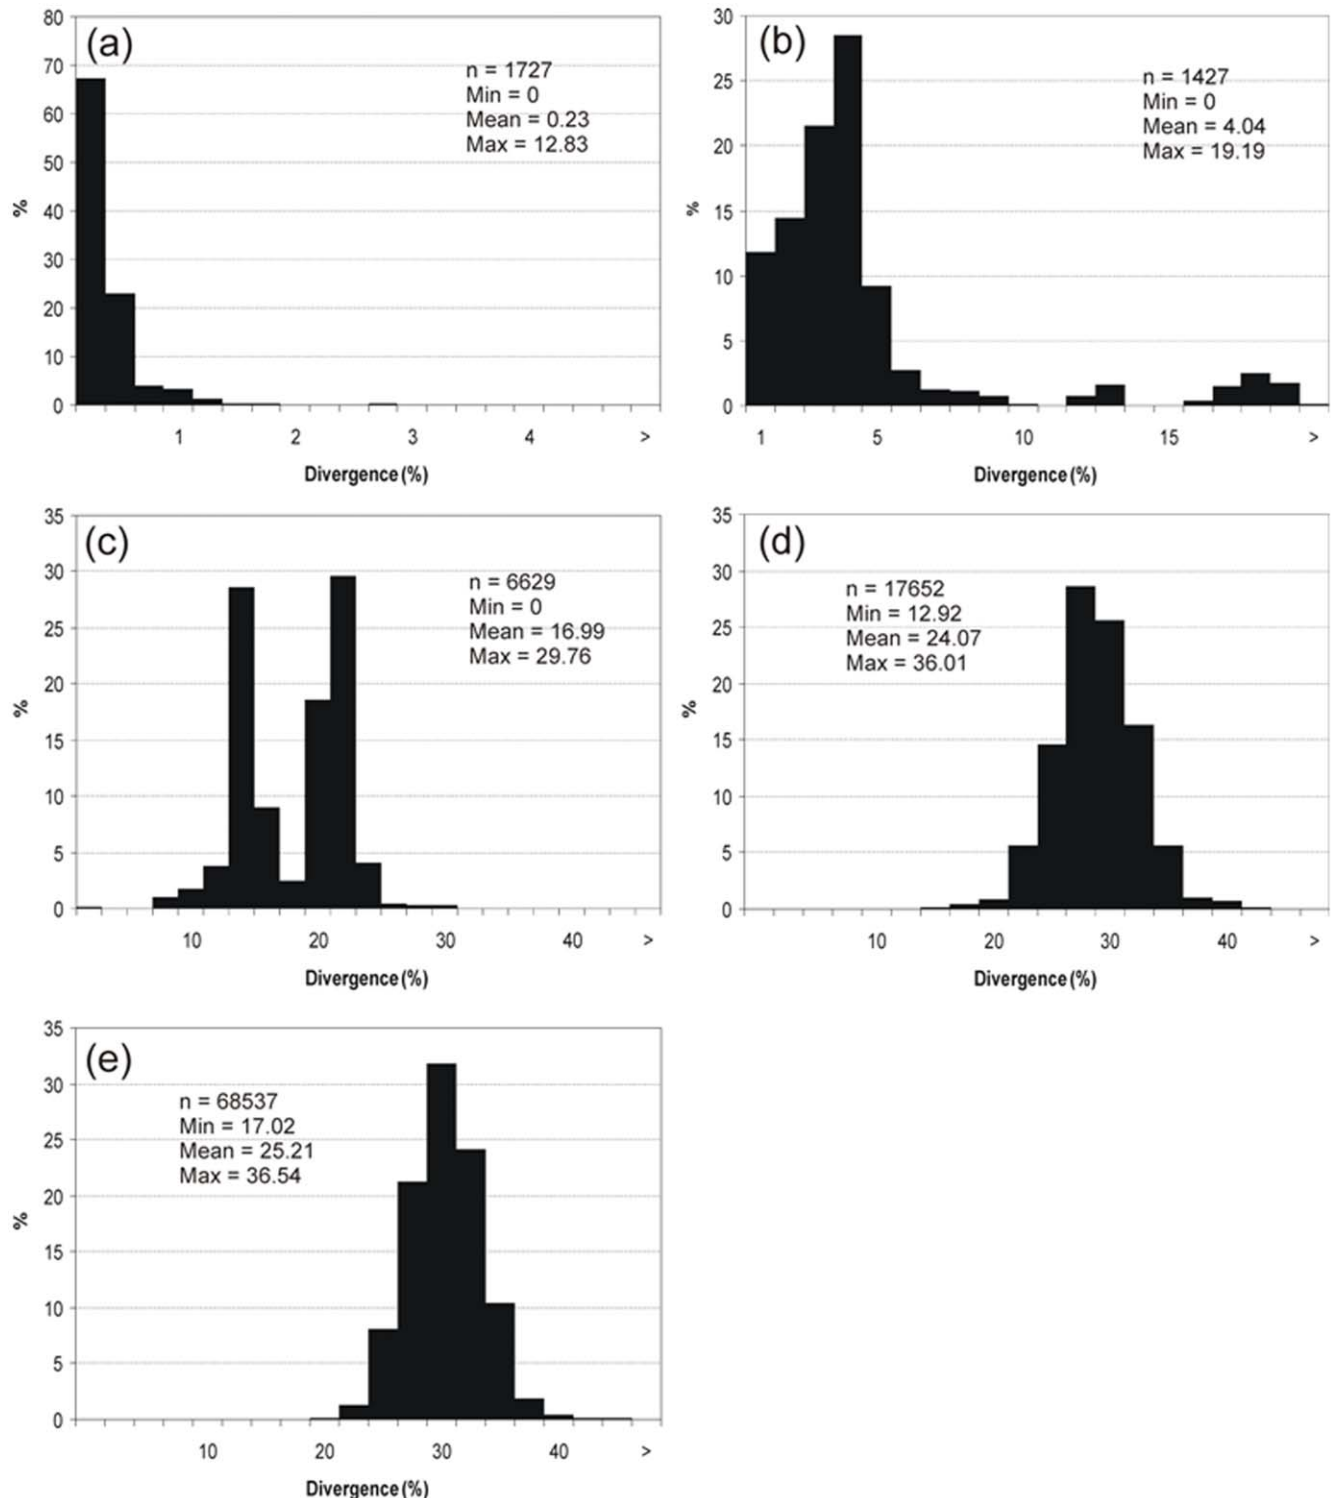 (a)
n = 1727
Min = 0
Mean = 0.23
Max = 12.83
80
70
60
50
40
30
20
10
0
%
1 2 3 4 >
Divergence (%)
(b)
n = 1427
Min = 0
Mean = 4.04
Max = 19.19
30
25
20
15
10
5
0
%
1 5 10 15 >
Divergence (%)
(c)
n = 6629
Min = 0
Mean = 16.99
Max = 29.76
35
30
25
20
15
10
5
0
%
10 20 30 40 >
Divergence (%)
(d)
n = 17652
Min = 12.92
Mean = 24.07
Max = 36.01
35
30
25
20
15
10
5
0
%
10 20 30 40 >
Divergence (%)
(e)
n = 68537
Min = 17.02
Mean = 25.21
Max = 36.54
35
30
25
20
15
10
5
0
%
10 20 30 40 >
Divergence (%)